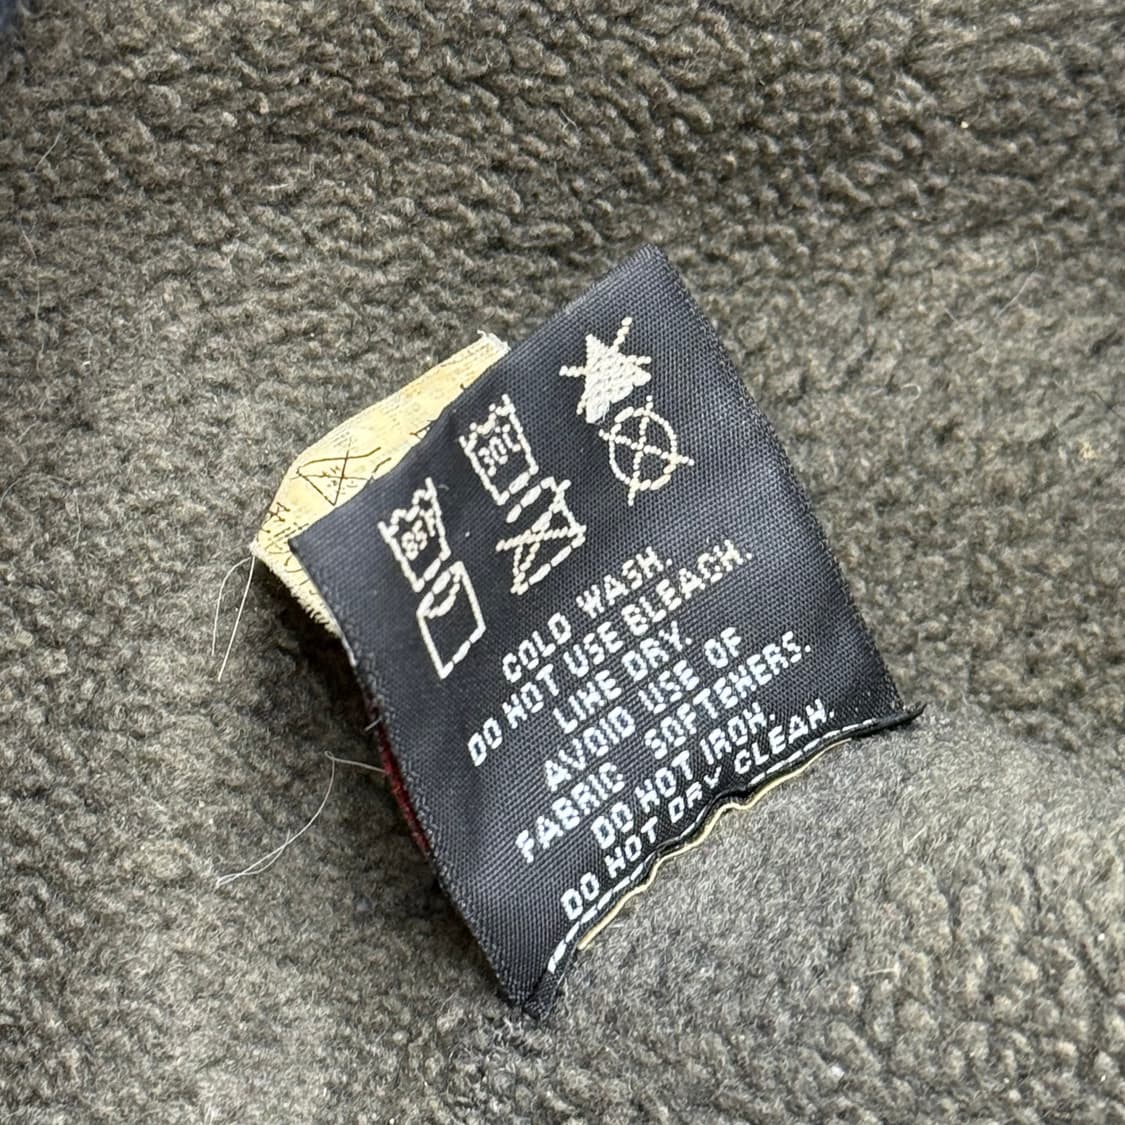 85F
30C
COLD WASH.
DO NOT USE BLEACH.
LINE DRY.
AVOID USE OF
FABRIC SOFTENERS.
DO NOT IRON.
DO NOT DRY CLEAN.